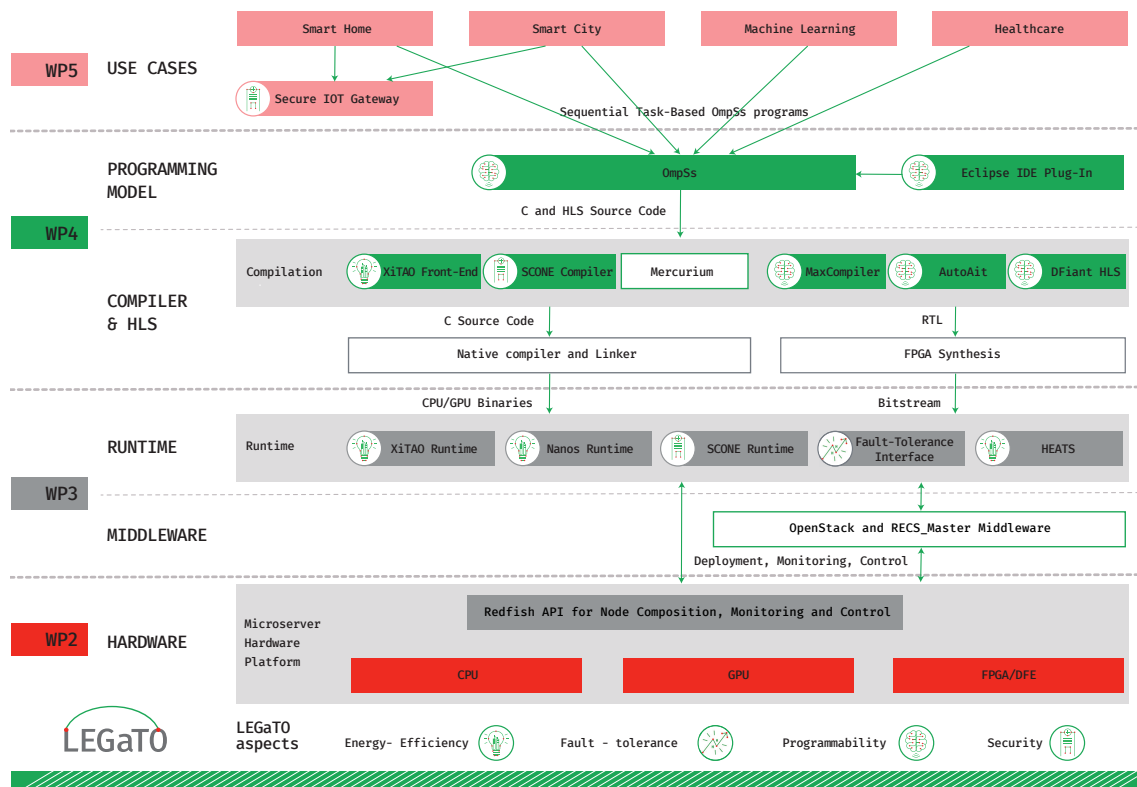 Smart Home
Smart City
Machine Learning
Healthcare
WP5
USE CASES
Secure IOT Gateway
Sequential Task-Based OmpSs programs
PROGRAMMING
MODEL
OmpSs
Eclipse IDE Plug-In
C and HLS Source Code
WP4
Compilation
XiTAO Front-End
SCONE Compiler
Mercurium
MaxCompiler
AutoAit
DFiant HLS
COMPILER
& HLS
C Source Code
RTL
Native compiler and Linker
FPGA Synthesis
CPU/GPU Binaries
Bitstream
RUNTIME
Runtime
XiTAO Runtime
Nanos Runtime
SCONE Runtime
Fault-Tolerance
Interface
HEATS
WP3
MIDDLEWARE
OpenStack and RECS_Master Middleware
Deployment, Monitoring, Control
Redfish API for Node Composition, Monitoring and Control
WP2
HARDWARE
Microserver
Hardware
Platform
CPU
GPU
FPGA/DFE
LEGaTO
LEGaTO
aspects
Energy- Efficiency
Fault - tolerance
Programmability
Security